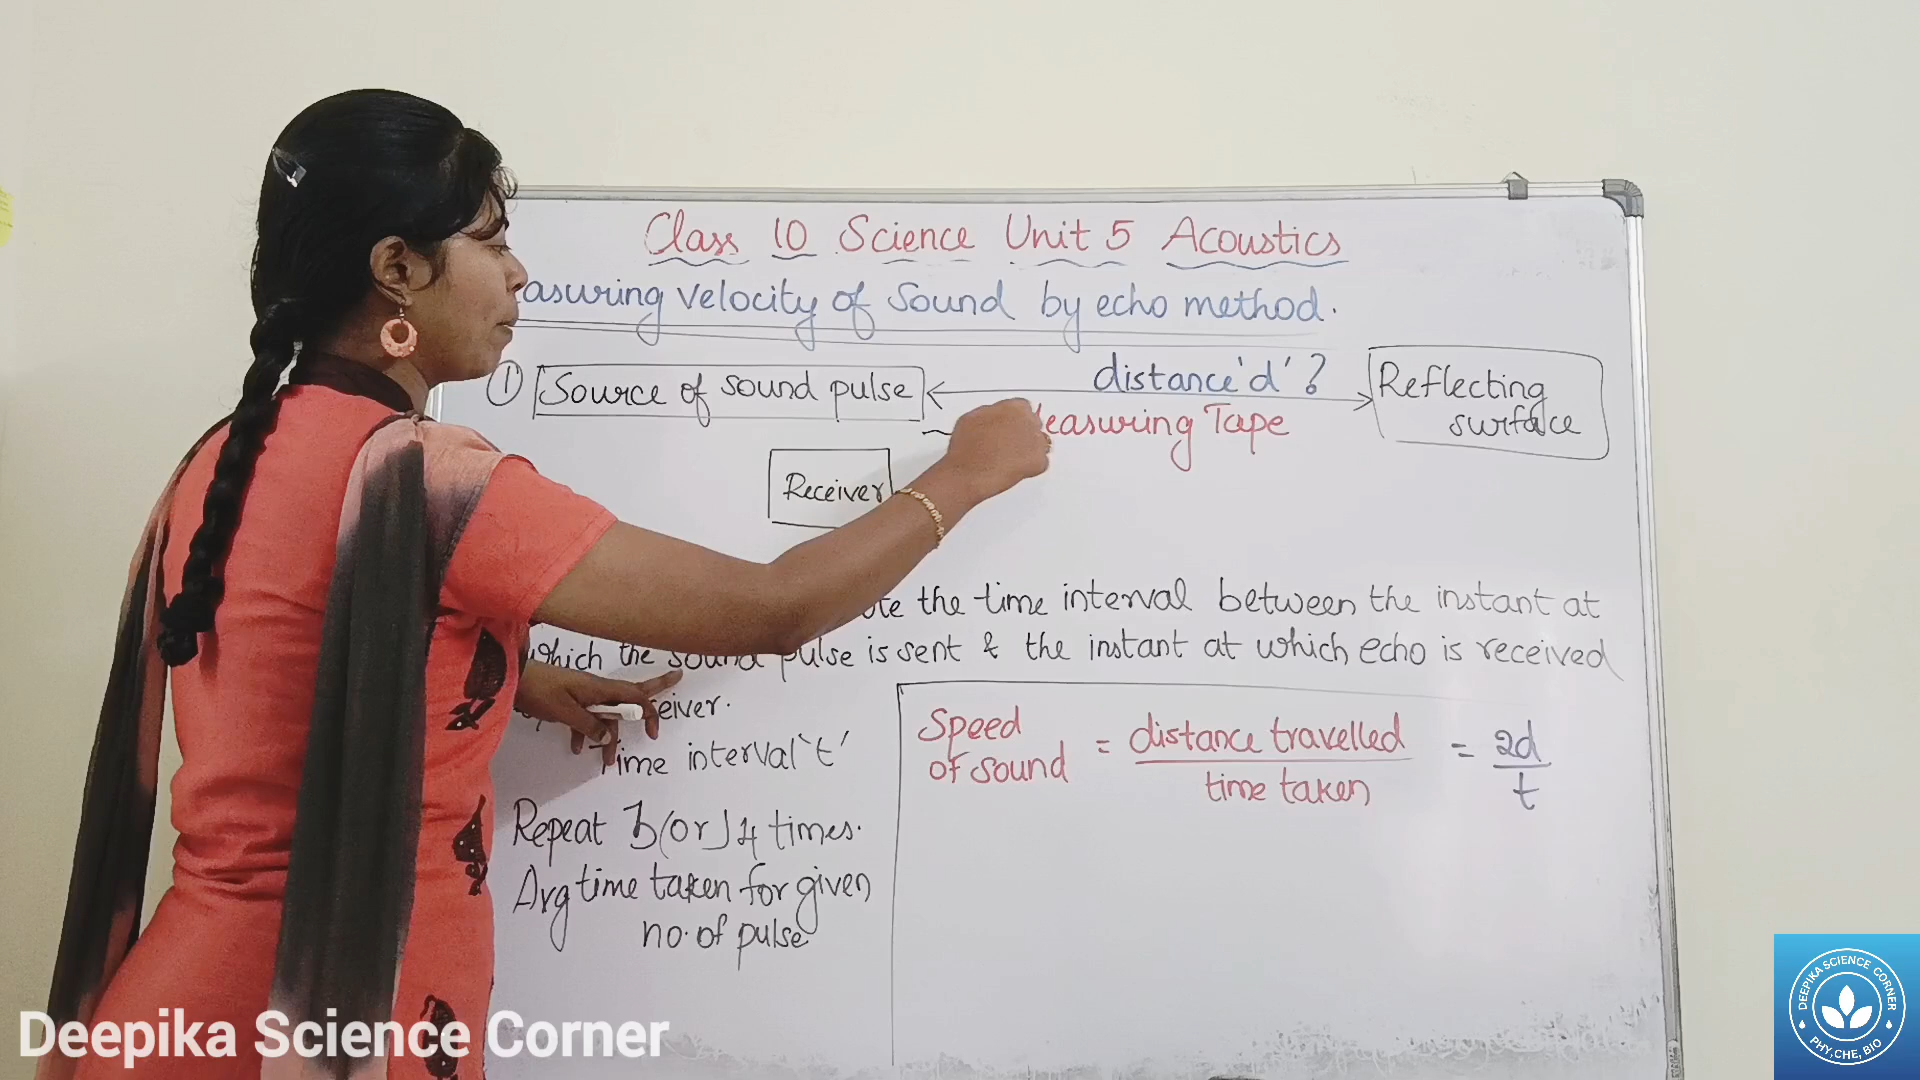 Class 10 Science Unit 5 Acoustics
easuring velocity of Sound by echo method.
① Source of sound pulse distance 'd' ? Reflecting
easuring Tape surface
Receiver
the time interval between the instant at
which the sound pulse is sent & the instant at which echo is received
eiver.
Time interval 't'
Speed of sound = distance travelled / time taken = 2d / t
Repeat 3 (or) 4 times.
Avg time taken for given
no. of pulse
Deepika Science Corner
DEEPIKA SCIENCE CORNER
PHY, CHE, BIO